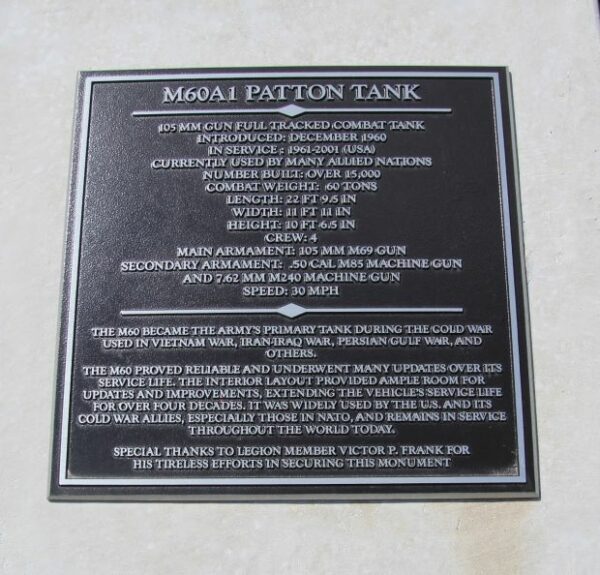 M60A1 PATTON TANK
105 MM GUN FULL TRACKED COMBAT TANK
INTRODUCED: DECEMBER 1960
IN SERVICE : 1961-2001 (USA)
CURRENTLY USED BY MANY ALLIED NATIONS
NUMBER BUILT: OVER 15,000
COMBAT WEIGHT: 60 TONS
LENGTH: 22 FT 9.5 IN
WIDTH: 11 FT 11 IN
HEIGHT: 10 FT 6.5 IN
CREW: 4
MAIN ARMAMENT: 105 MM M69 GUN
SECONDARY ARMAMENT: .50 CAL M85 MACHINE GUN
AND 7.62 MM M240 MACHINE GUN
SPEED: 30 MPH
THE M60 BECAME THE ARMY'S PRIMARY TANK DURING THE COLD WAR
USED IN VIETNAM WAR, IRAN-IRAQ WAR, PERSIAN GULF WAR, AND
OTHERS.
THE M60 PROVED RELIABLE AND UNDERWENT MANY UPDATES OVER ITS
SERVICE LIFE. THE INTERIOR LAYOUT PROVIDED AMPLE ROOM FOR
UPDATES AND IMPROVEMENTS, EXTENDING THE VEHICLE'S SERVICE LIFE
FOR OVER FOUR DECADES. IT WAS WIDELY USED BY THE U.S. AND ITS
COLD WAR ALLIES, ESPECIALLY THOSE IN NATO, AND REMAINS IN SERVICE
THROUGHOUT THE WORLD TODAY.
SPECIAL THANKS TO LEGION MEMBER VICTOR P. FRANK FOR
HIS TIRELESS EFFORTS IN SECURING THIS MONUMENT